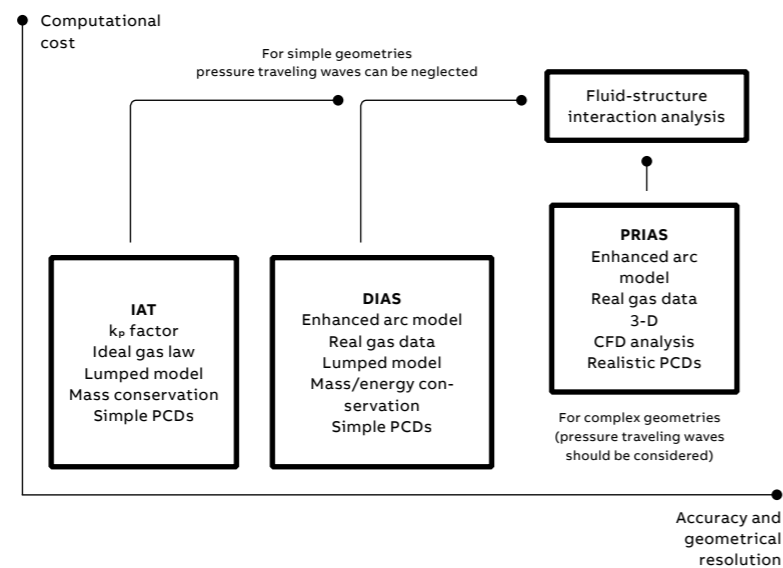 Computational
cost
For simple geometries
pressure traveling waves can be neglected
Fluid-structure
interaction analysis
IAT
kₚ factor
Ideal gas law
Lumped model
Mass conservation
Simple PCDs
DIAS
Enhanced arc model
Real gas data
Lumped model
Mass/energy con-
servation
Simple PCDs
PRIAS
Enhanced arc
model
Real gas data
3-D
CFD analysis
Realistic PCDs
For complex geometries
(pressure traveling waves
should be considered)
Accuracy and
geometrical
resolution